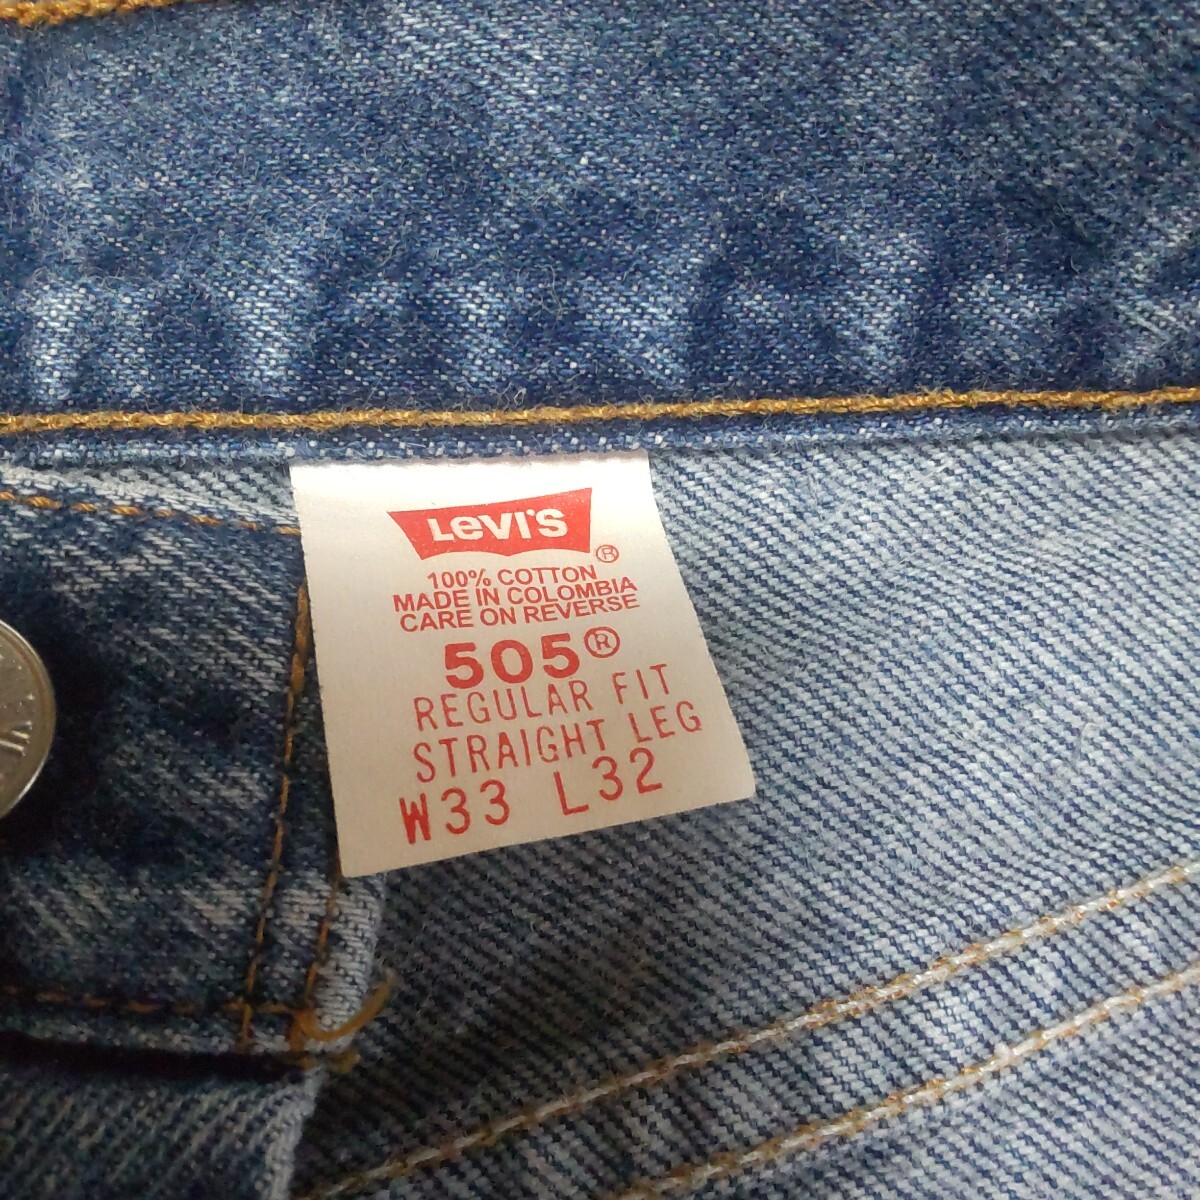 LEVI'S ®
100% COTTON
MADE IN COLOMBIA
CARE ON REVERSE
505®
REGULAR FIT
STRAIGHT LEG
W33 L32